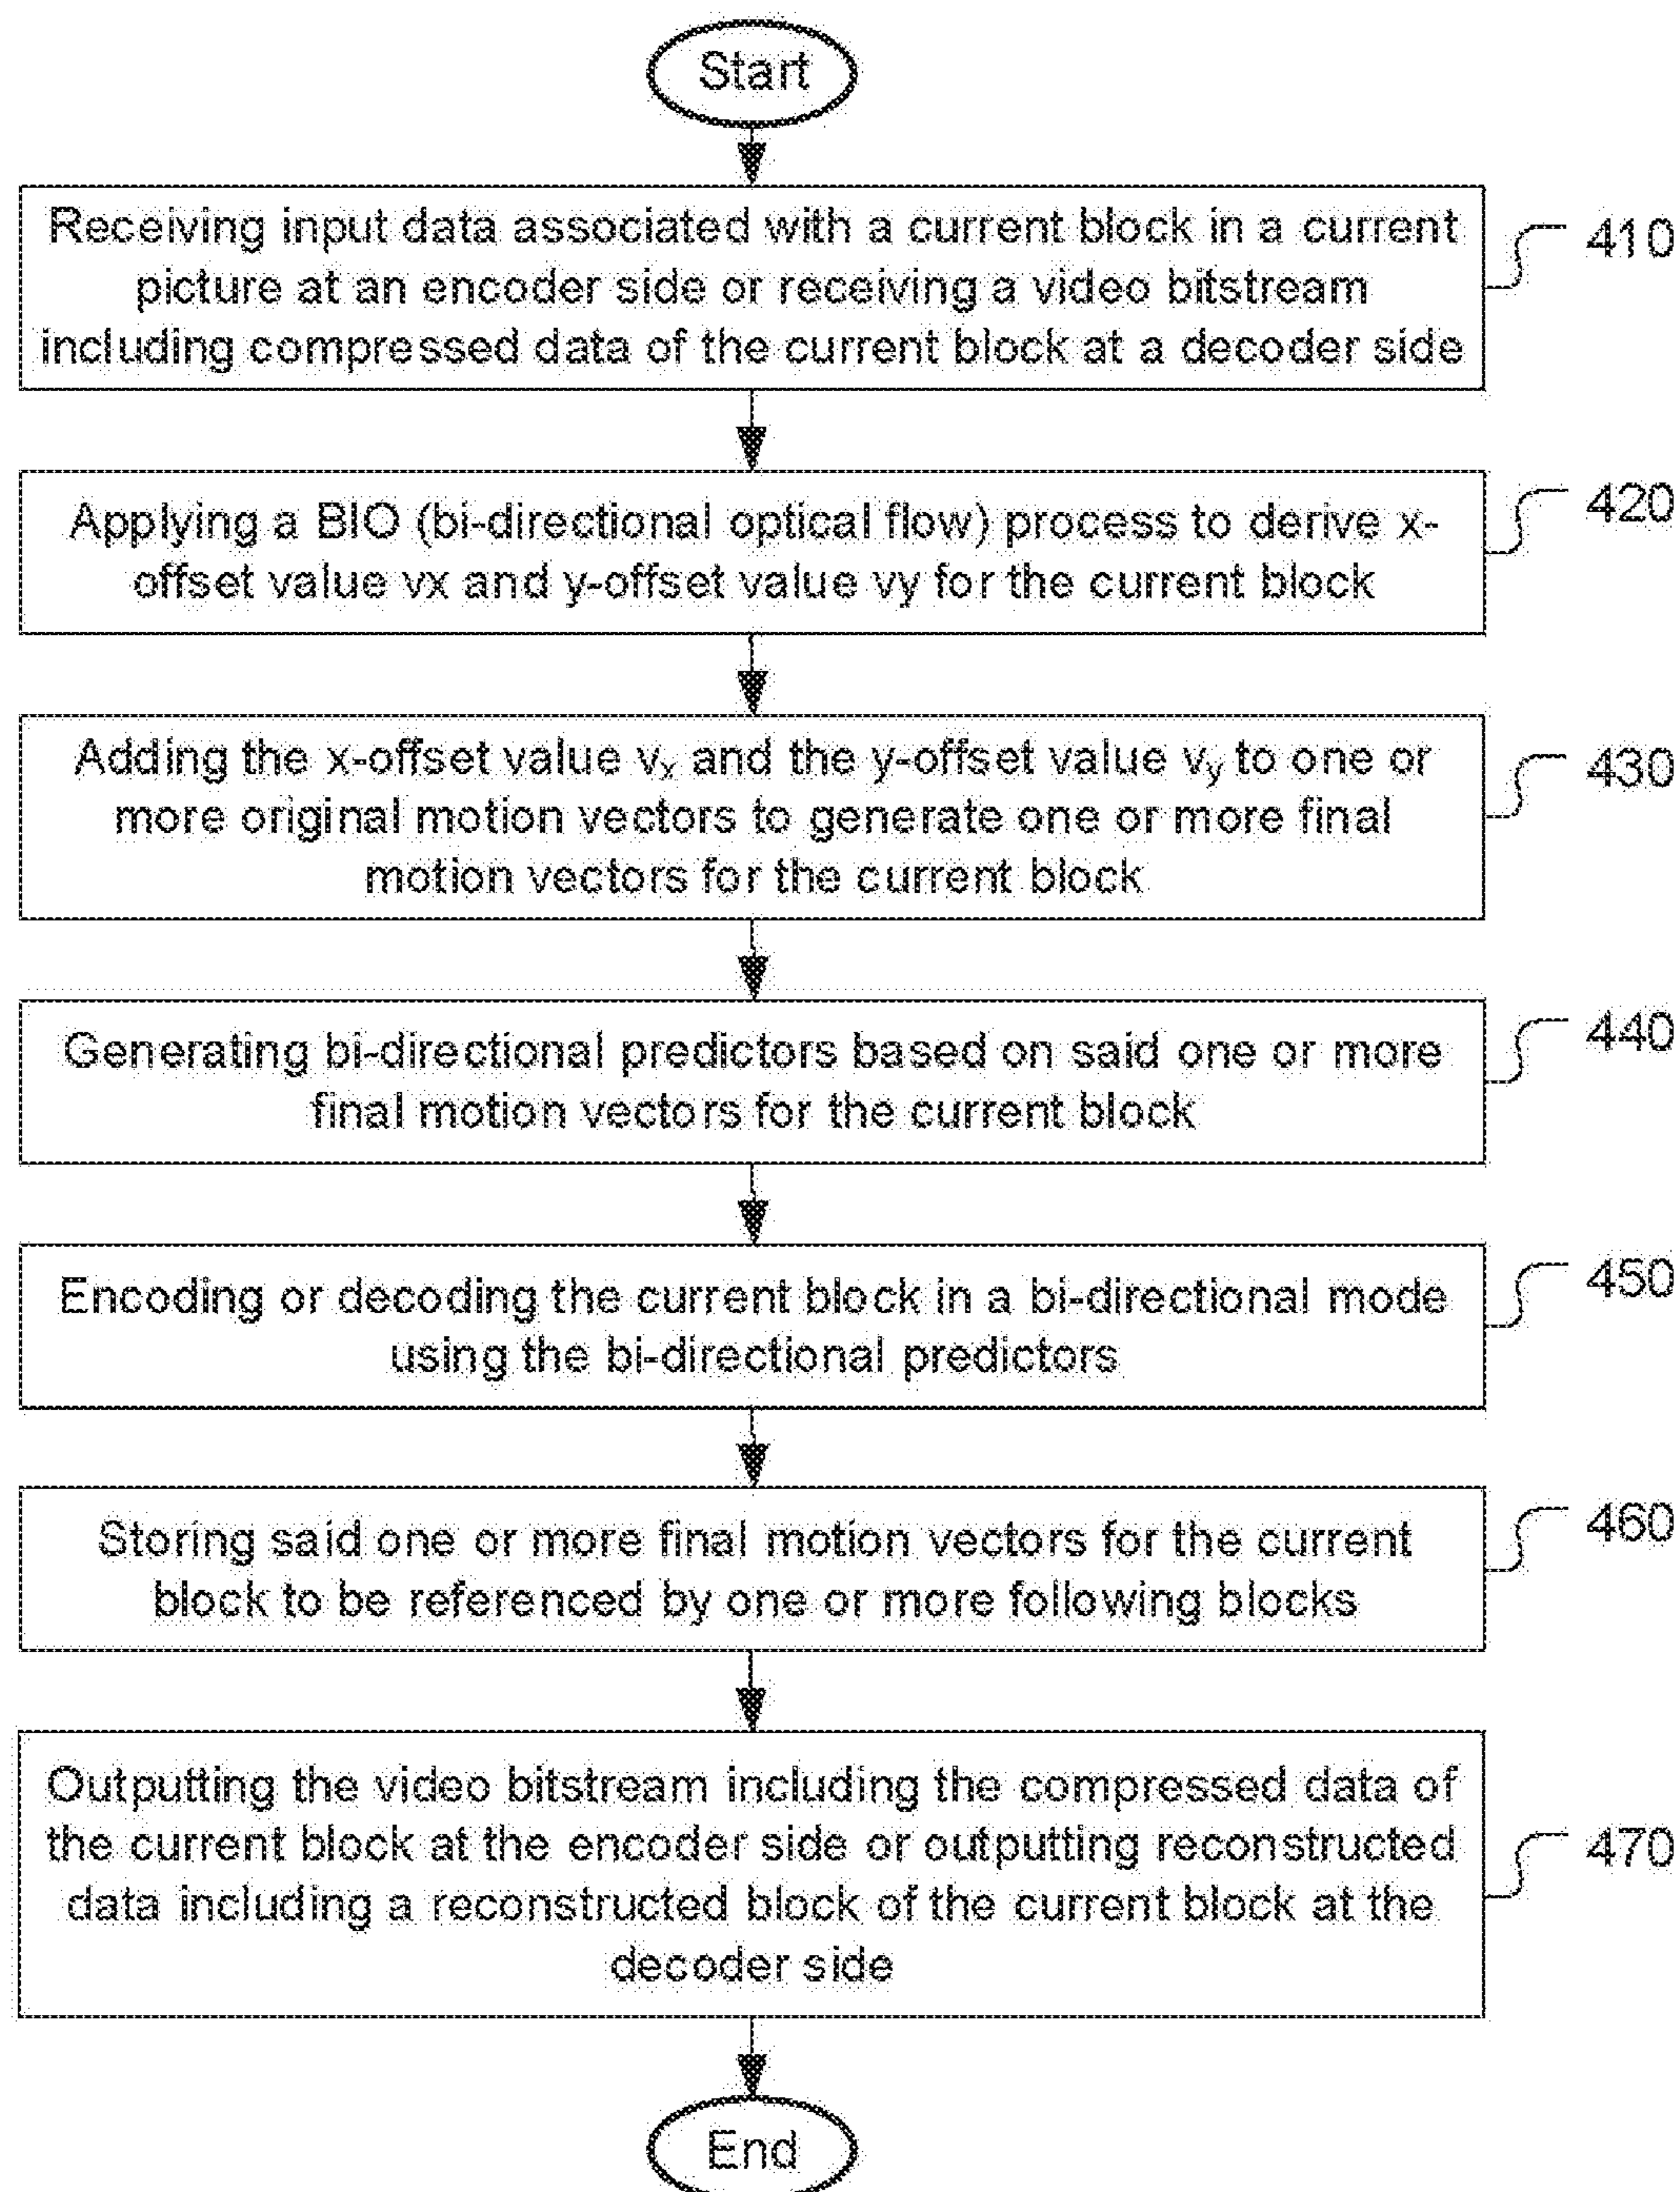 Start
Receiving input data associated with a current
picture at an encoder side or receiving a video bitstream
including compressed data of the current block at a decoder side
410
Applying a BIO (bi-directional optical flow) process to derive x-
offset value vx and y-offset value vy for the current block
420
Adding the x-offset value vₓ and the y-offset value vy to one or
more original motion vectors to generate one or more final
motion vectors for the current block
430
Generating bi-directional predictors based on said one or more
final motion vectors for the current block
440
Encoding or decoding the current block in a bi-directional mode
using the bi-directional predictors
450
Storing said one or more final motion vectors for the current
block to be referenced by one or more following blocks
460
Outputting the video bitstream including the compressed data of
the current block at the encoder side or outputting reconstructed
data including a reconstructed block of the current block at the
decoder side
470
End